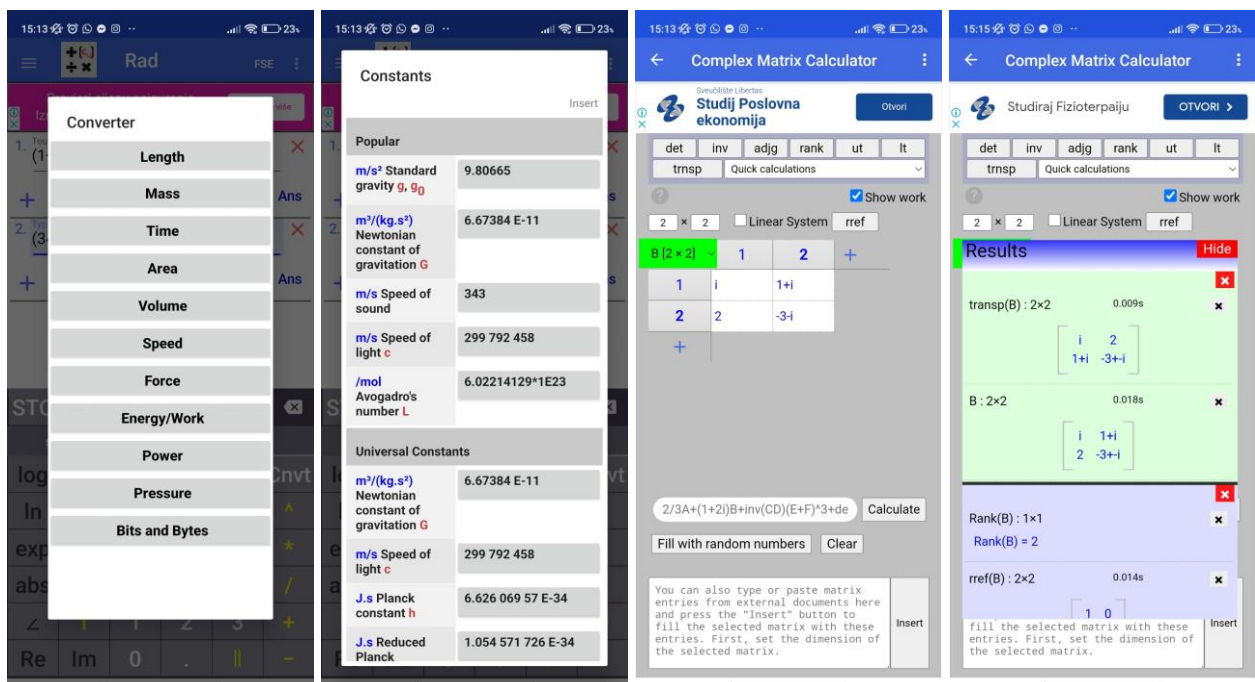 15:13
23%
Rad
FSE
Converter
Length
Mass
Time
Area
Volume
Speed
Force
Energy/Work
Power
Pressure
Bits and Bytes
1.
(1-
Ans
2.
(3-
Ans
STO
log
Cnvt
ln
^
exp
*
abs
/
∠
1
2
3
+
Re
Im
0
.
||
−
15:13
23%
Constants
Insert
Popular
m/s² Standard
gravity g, g0
9.80665
m³/(kg.s²)
Newtonian
constant of
gravitation G
6.67384 E-11
m/s Speed of
sound
343
m/s Speed of
light c
299 792 458
/mol
Avogadro's
number L
6.02214129*1E23
Universal Constants
m³/(kg.s²)
Newtonian
constant of
gravitation G
6.67384 E-11
m/s Speed of
light c
299 792 458
J.s Planck
constant h
6.626 069 57 E-34
J.s Reduced
Planck
1.054 571 726 E-34
15:13
23%
Complex Matrix Calculator
Sveučilište Libertas
Studij Poslovna
ekonomija
Otvori
det inv adjg rank ut lt
trnsp Quick calculations
Show work
2 × 2 Linear System rref
B [2 × 2] 1 2 +
1 i 1+i
2 2 -3-i
+
2/3A+(1+2i)B+inv(CD)(E+F)^3+de Calculate
Fill with random numbers Clear
You can also type or paste matrix
entries from external documents here
and press the "Insert" button to
fill the selected matrix with these
entries. First, set the dimension of
the selected matrix.
Insert
15:15
23%
Complex Matrix Calculator
Studiraj Fizioterpaiju
OTVORI >
det inv adjg rank ut lt
trnsp Quick calculations
Show work
2 × 2 Linear System rref
Results
Hide
transp(B) : 2×2 0.009s
i 2
1+i -3+-i
B : 2×2 0.018s
i 1+i
2 -3+-i
Rank(B) : 1×1
Rank(B) = 2
rref(B) : 2×2 0.014s
1 0
fill the selected matrix with these
entries. First, set the dimension of
the selected matrix.
Insert